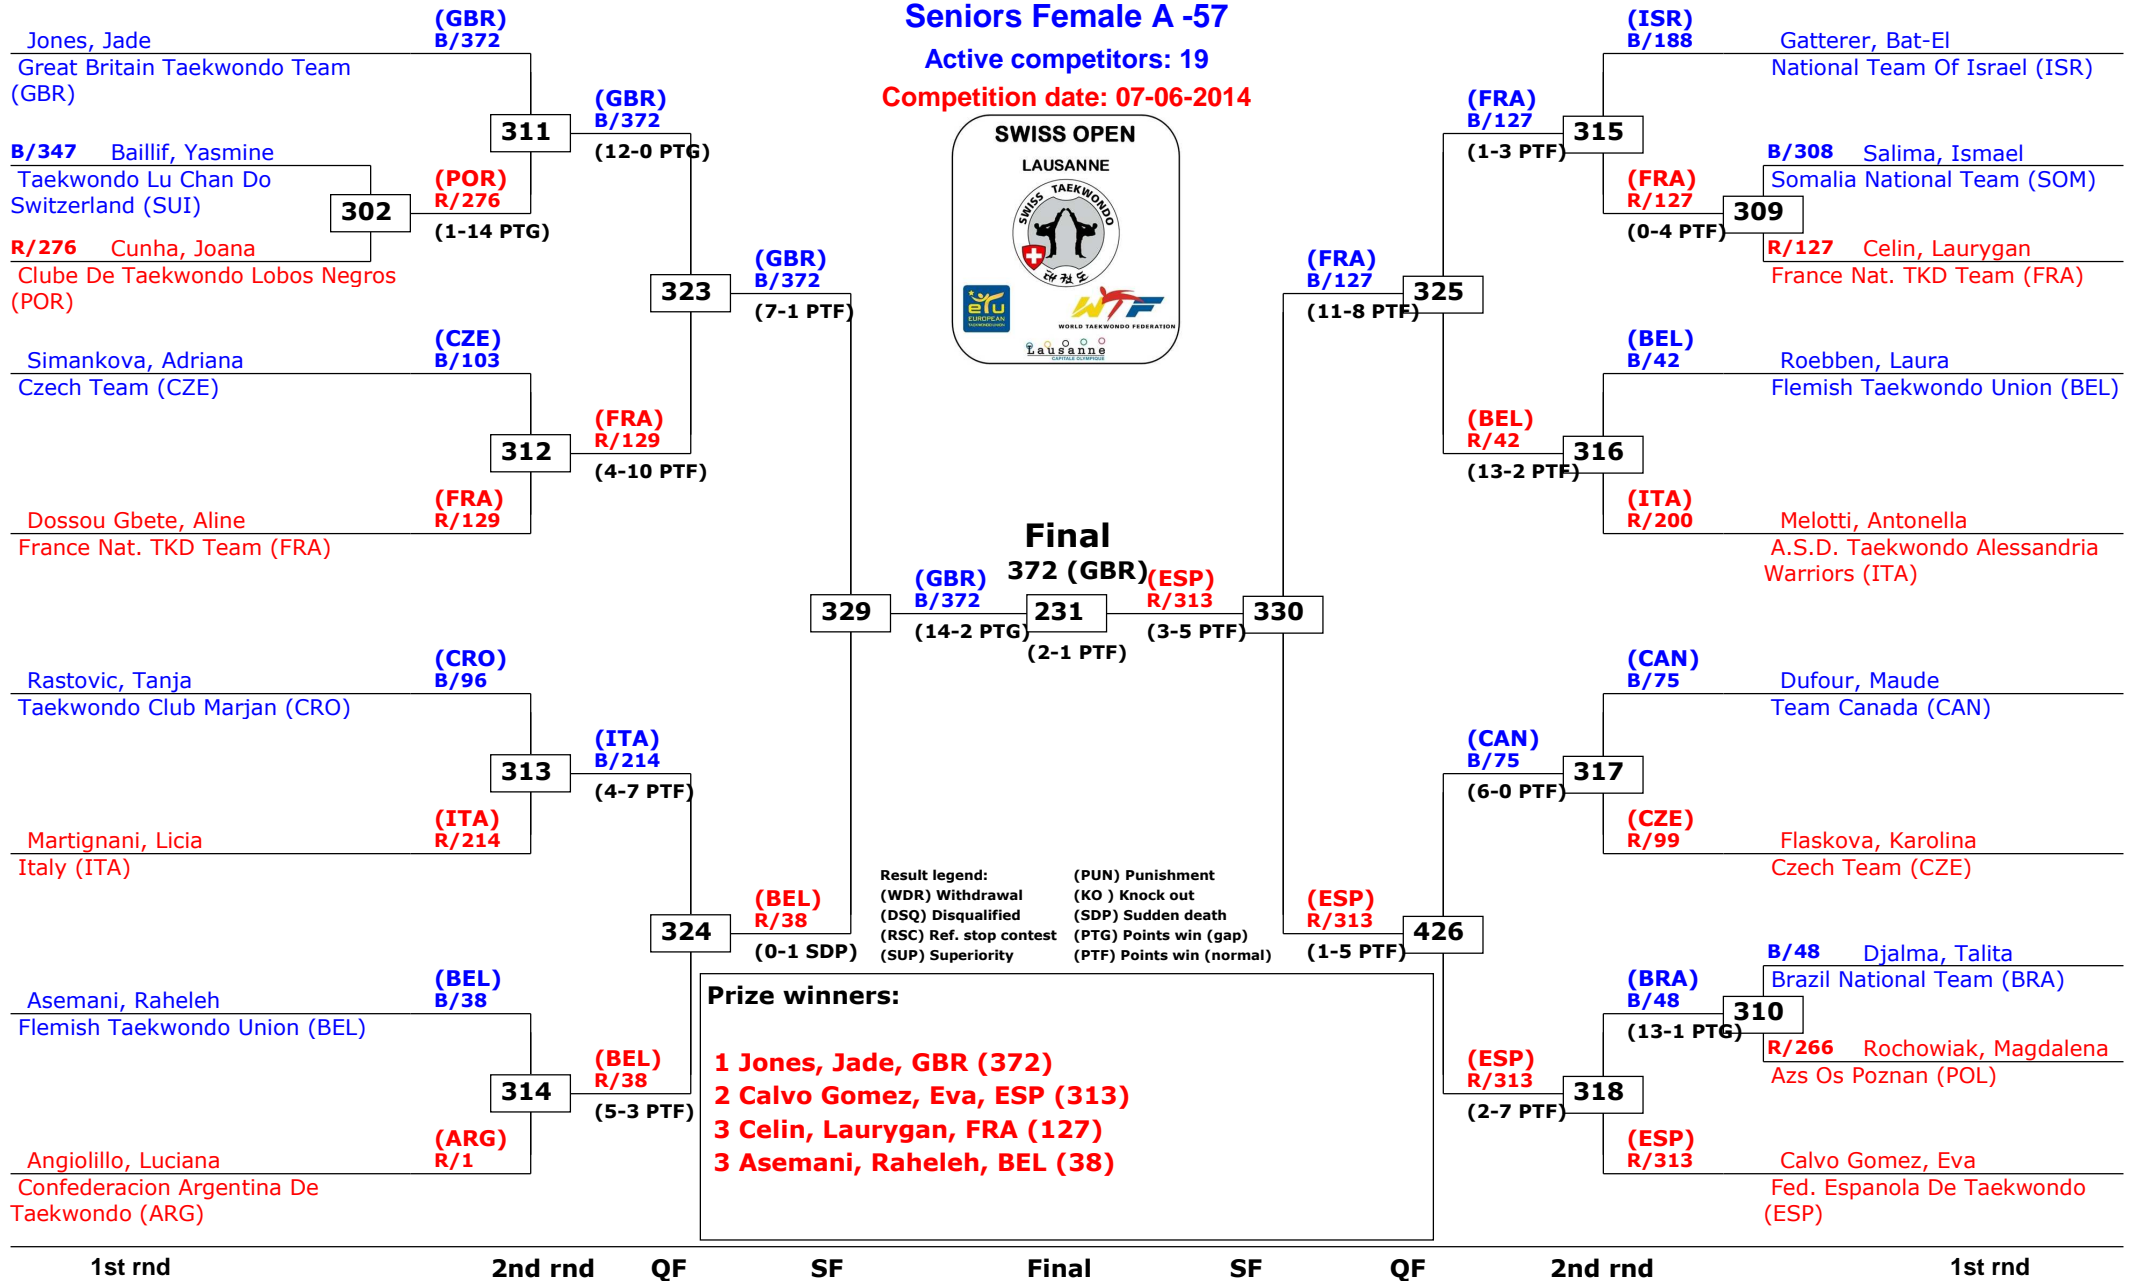 Seniors Female A -57
Active competitors: 19
Competition date: 07-06-2014
SWISS OPEN
LAUSANNE
SWISS TAEKWONDO
태권도
eTU
EUROPEAN
TAEKWONDO UNION
WTF
WORLD TAEKWONDO FEDERATION
Lausanne
CAPITALE OLYMPIQUE
Jones, Jade
(GBR)
B/372
Great Britain Taekwondo Team
(GBR)
B/347 Baillif, Yasmine
Taekwondo Lu Chan Do
Switzerland (SUI)
302
R/276 Cunha, Joana
Clube De Taekwondo Lobos Negros
(POR)
(POR)
R/276
(1-14 PTG)
311
(GBR)
B/372
(12-0 PTG)
Simankova, Adriana
(CZE)
B/103
Czech Team (CZE)
312
Dossou Gbete, Aline
(FRA)
R/129
France Nat. TKD Team (FRA)
(FRA)
R/129
(4-10 PTF)
323
(GBR)
B/372
(7-1 PTF)
Rastovic, Tanja
(CRO)
B/96
Taekwondo Club Marjan (CRO)
313
Martignani, Licia
(ITA)
R/214
Italy (ITA)
(ITA)
B/214
(4-7 PTF)
Asemani, Raheleh
(BEL)
B/38
Flemish Taekwondo Union (BEL)
314
Angiolillo, Luciana
(ARG)
R/1
Confederacion Argentina De
Taekwondo (ARG)
(BEL)
R/38
(5-3 PTF)
324
(BEL)
R/38
(0-1 SDP)
329
(GBR)
B/372
(14-2 PTG)
Final
372 (GBR)
231
(2-1 PTF)
(ESP)
R/313
(3-5 PTF)
330
(FRA)
B/127
(11-8 PTF)
325
(FRA)
B/127
(1-3 PTF)
315
(ISR)
B/188
Gatterer, Bat-El
National Team Of Israel (ISR)
(FRA)
R/127
(0-4 PTF)
309
B/308 Salima, Ismael
Somalia National Team (SOM)
R/127 Celin, Laurygan
France Nat. TKD Team (FRA)
(BEL)
R/42
(13-2 PTF)
316
(BEL)
B/42
Roebben, Laura
Flemish Taekwondo Union (BEL)
(ITA)
R/200
Melotti, Antonella
A.S.D. Taekwondo Alessandria
Warriors (ITA)
(ESP)
R/313
(1-5 PTF)
426
(CAN)
B/75
(6-0 PTF)
317
(CAN)
B/75
Dufour, Maude
Team Canada (CAN)
(CZE)
R/99
Flaskova, Karolina
Czech Team (CZE)
(ESP)
R/313
(2-7 PTF)
318
(BRA)
B/48
(13-1 PTG)
310
B/48 Djalma, Talita
Brazil National Team (BRA)
R/266 Rochowiak, Magdalena
Azs Os Poznan (POL)
(ESP)
R/313
Calvo Gomez, Eva
Fed. Espanola De Taekwondo
(ESP)
Result legend:
(WDR) Withdrawal
(DSQ) Disqualified
(RSC) Ref. stop contest
(SUP) Superiority
(PUN) Punishment
(KO ) Knock out
(SDP) Sudden death
(PTG) Points win (gap)
(PTF) Points win (normal)
Prize winners:
1 Jones, Jade, GBR (372)
2 Calvo Gomez, Eva, ESP (313)
3 Celin, Laurygan, FRA (127)
3 Asemani, Raheleh, BEL (38)
1st rnd 2nd rnd QF SF Final SF QF 2nd rnd 1st rnd